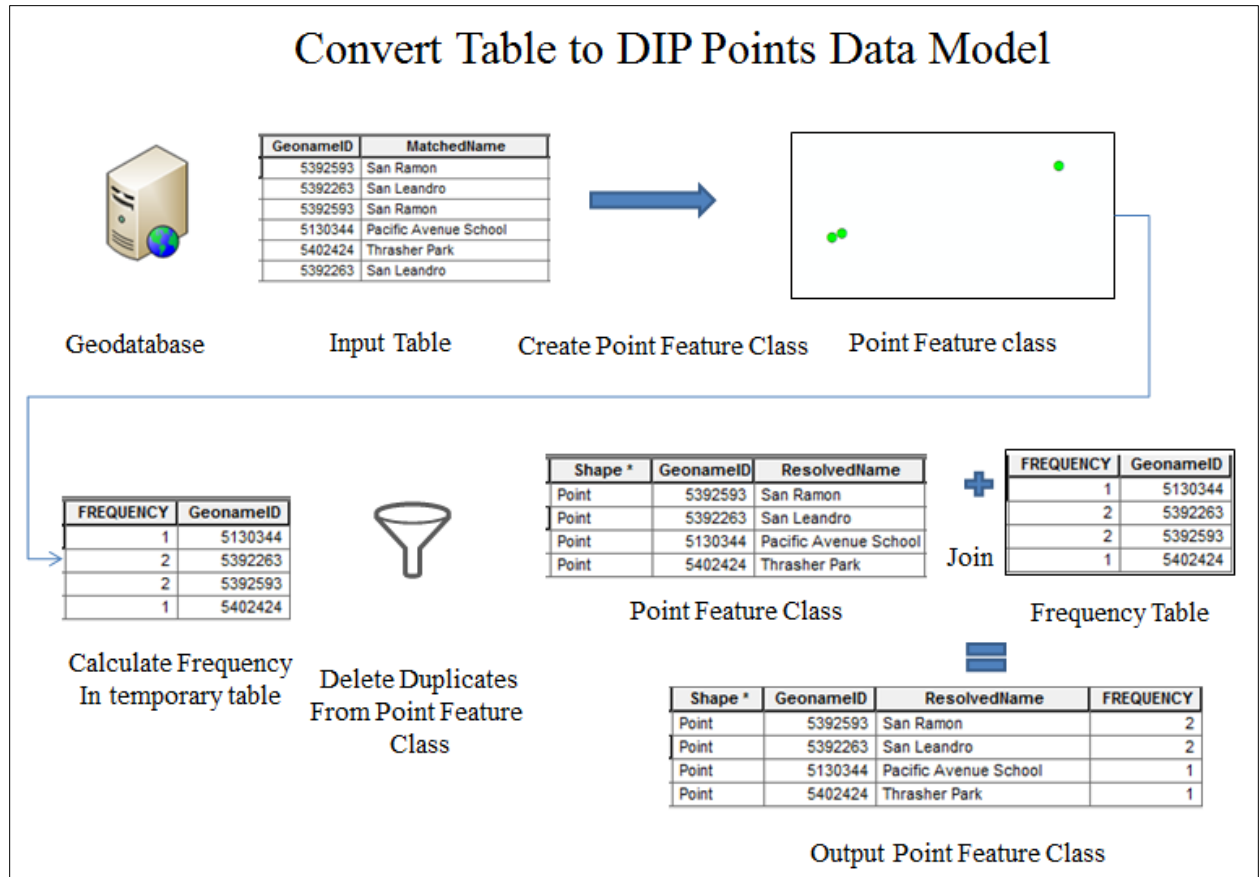 Convert Table to DIP Points Data Model
GeonameID MatchedName
5392593 San Ramon
5392263 San Leandro
5392593 San Ramon
5130344 Pacific Avenue School
5402424 Thrasher Park
5392263 San Leandro
Geodatabase
Input Table
Create Point Feature Class
Point Feature class
FREQUENCY GeonameID
1 5130344
2 5392263
2 5392593
1 5402424
Calculate Frequency
In temporary table
Delete Duplicates
From Point Feature
Class
Shape * GeonameID ResolvedName
Point 5392593 San Ramon
Point 5392263 San Leandro
Point 5130344 Pacific Avenue School
Point 5402424 Thrasher Park
Point Feature Class
Join
FREQUENCY GeonameID
1 5130344
2 5392263
2 5392593
1 5402424
Frequency Table
Shape * GeonameID ResolvedName FREQUENCY
Point 5392593 San Ramon 2
Point 5392263 San Leandro 2
Point 5130344 Pacific Avenue School 1
Point 5402424 Thrasher Park 1
Output Point Feature Class